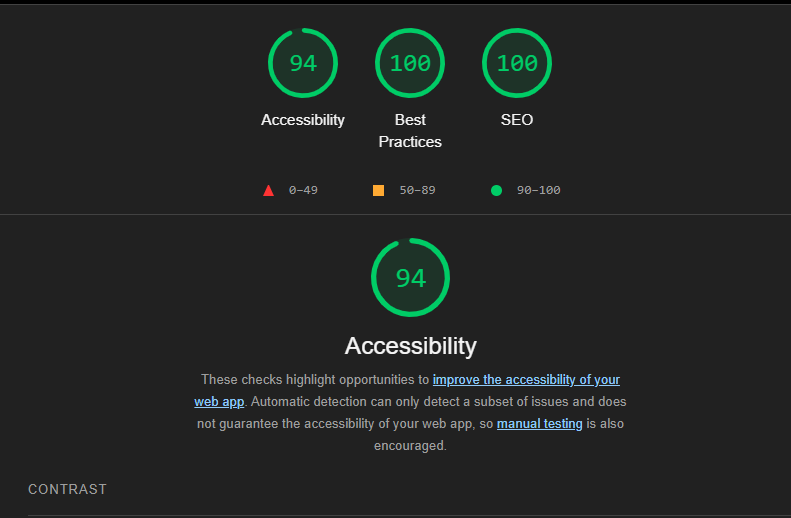 94
100
100
Accessibility
Best
Practices
SEO
0–49
50–89
90–100
94
Accessibility
These checks highlight opportunities to improve the accessibility of your
web app. Automatic detection can only detect a subset of issues and does
not guarantee the accessibility of your web app, so manual testing is also
encouraged.
CONTRAST